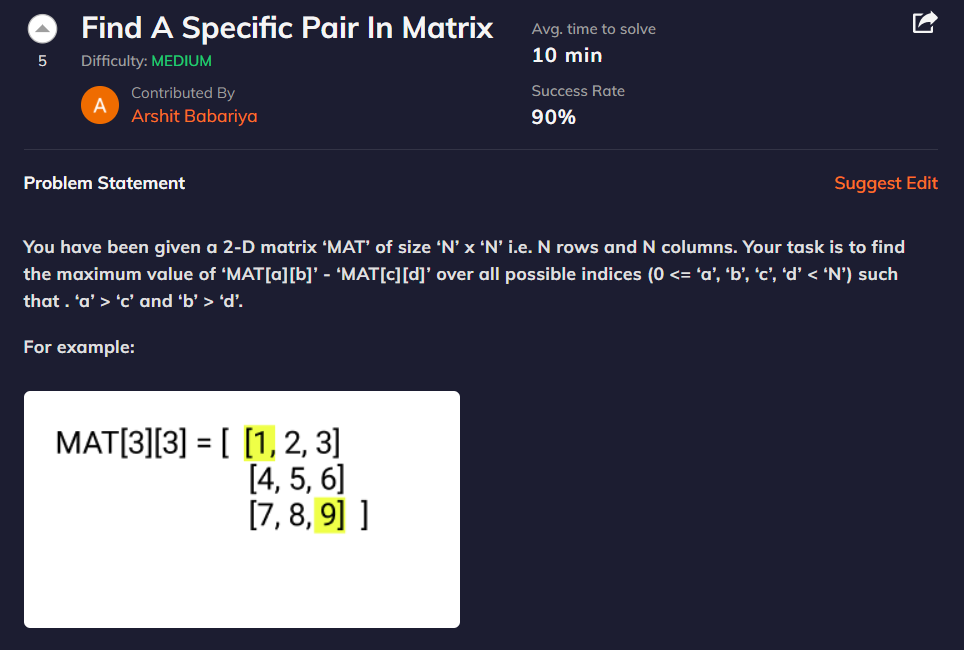 Find A Specific Pair In Matrix
5
Difficulty: MEDIUM
A
Contributed By
Arshit Babariya
Avg. time to solve
10 min
Success Rate
90%
Problem Statement
Suggest Edit
You have been given a 2-D matrix ‘MAT’ of size ‘N’ x ‘N’ i.e. N rows and N columns. Your task is to find
the maximum value of ‘MAT[a][b]’ - ‘MAT[c][d]’ over all possible indices (0 <= ‘a’, ‘b’, ‘c’, ‘d’ < ‘N’) such
that . ‘a’ > ‘c’ and ‘b’ > ‘d’.
For example:
MAT[3][3] = [ [1, 2, 3]
[4, 5, 6]
[7, 8, 9] ]